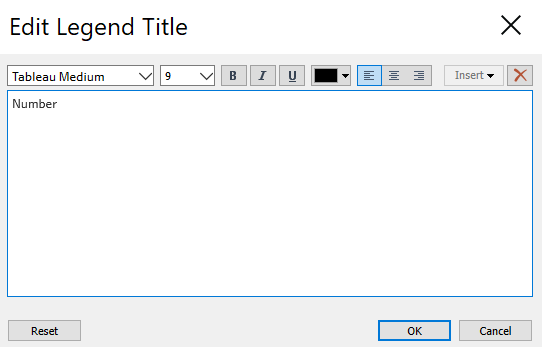 Edit Legend Title
Tableau Medium 9 B I U Insert
Number
Reset OK Cancel